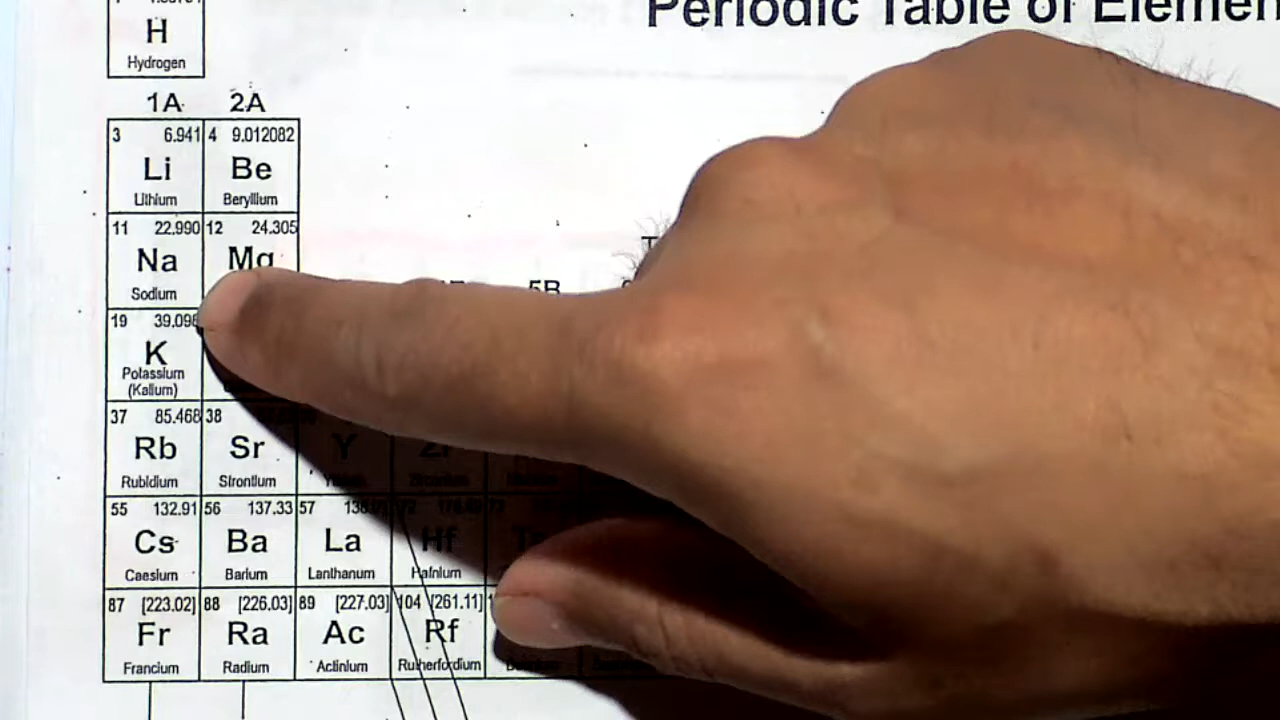 Periodic Table of Elemen
H
Hydrogen
1A 2A
3 6.941 4 9.012082
Li Be
Lithium Beryllium
11 22.990 12 24.305
Na Mg
Sodium
5B
19 39.098
K
Potassium
(Kalium)
37 85.468 38
Rb Sr Y Zr
Rubidium Strontium Zirconium
55 132.91 56 137.33 57 72
Cs Ba La Hf
Caesium Barium Lanthanum Hafnium
87 [223.02] 88 [226.03] 89 [227.03] 104 [261.11]
Fr Ra Ac Rf
Francium Radium Actinium Rutherfordium